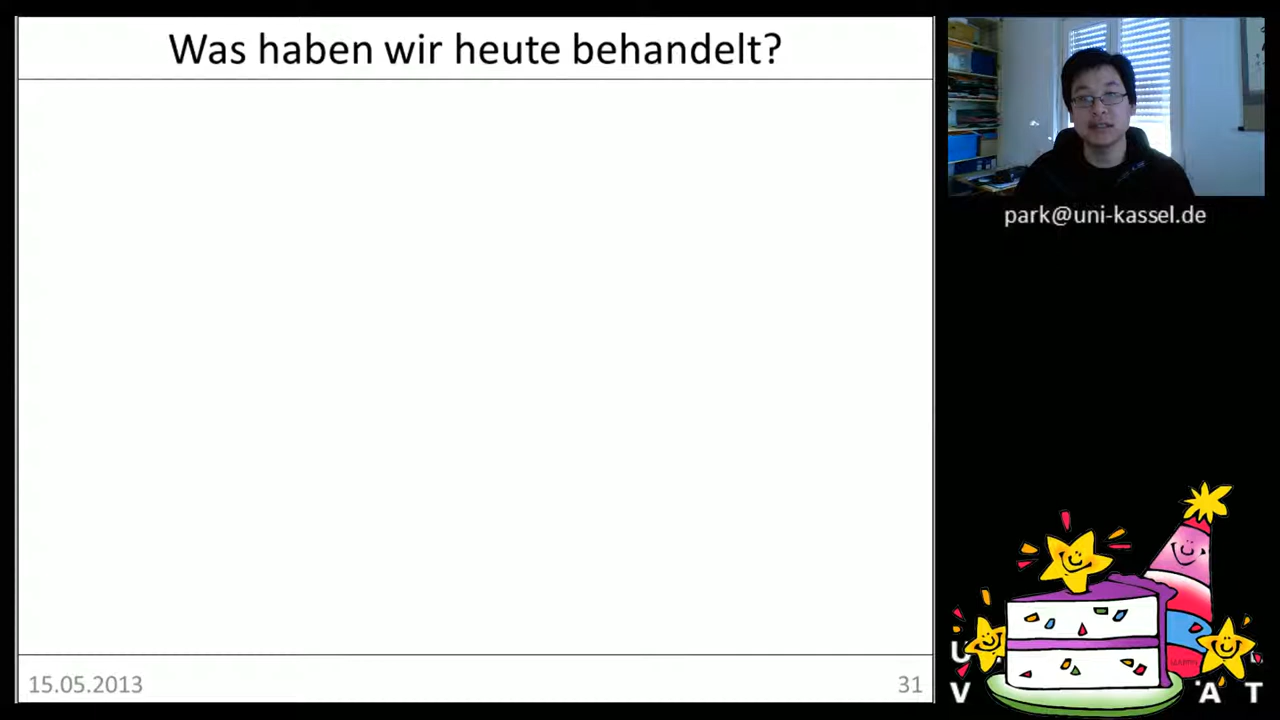 Was haben wir heute behandelt?
park@uni-kassel.de
15.05.2013
31
U
V A T